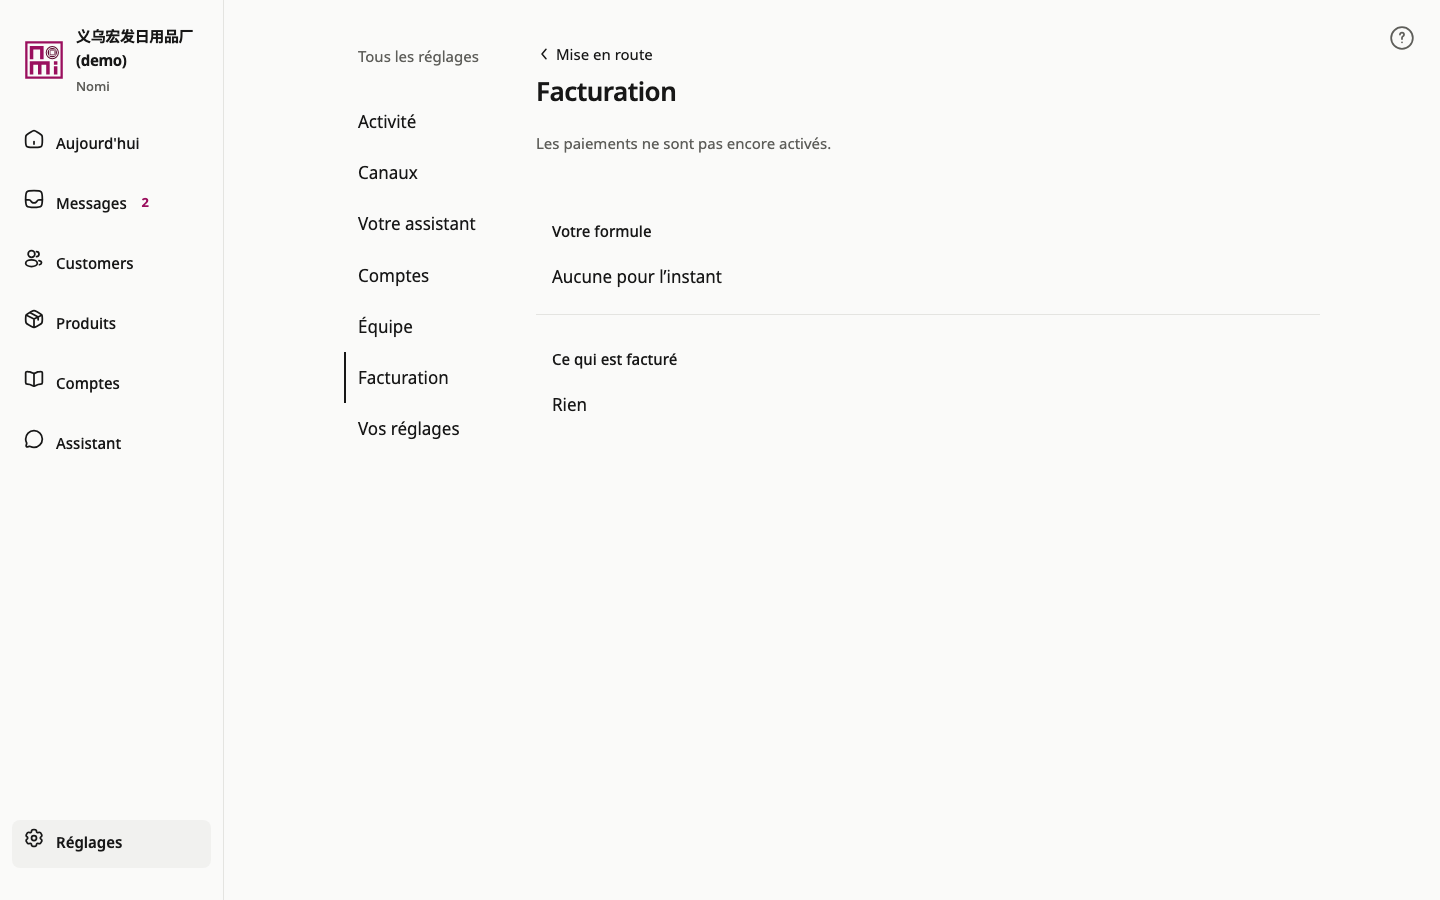 义乌宏发日用品厂
(demo)
Nomi
Aujourd'hui
Messages 2
Customers
Produits
Comptes
Assistant
Réglages
Tous les réglages
Activité
Canaux
Votre assistant
Comptes
Équipe
Facturation
Vos réglages
Mise en route
Facturation
Les paiements ne sont pas encore activés.
Votre formule
Aucune pour l’instant
Ce qui est facturé
Rien